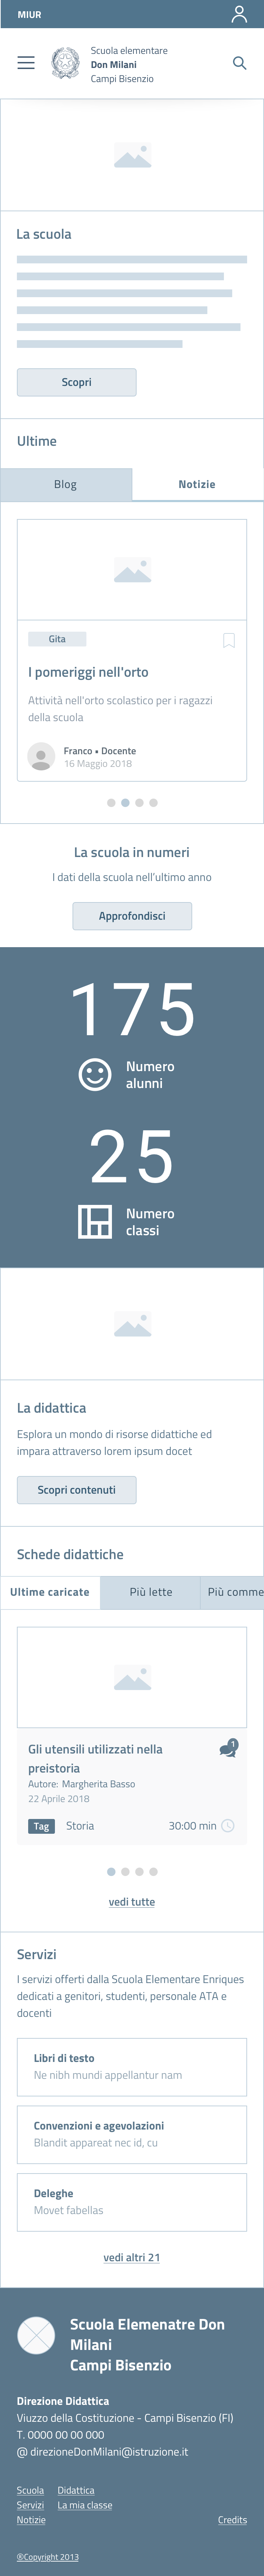 MIUR
Scuola elementare
Don Milani
Campi Bisenzio
La scuola
Scopri
Ultime
Blog
Notizie
Gita
I pomeriggi nell'orto
Attività nell'orto scolastico per i ragazzi
della scuola
Franco • Docente
16 Maggio 2018
La scuola in numeri
I dati della scuola nell'ultimo anno
Approfondisci
175
Numero
alunni
25
Numero
classi
La didattica
Esplora un mondo di risorse didattiche ed
impara attraverso lorem ipsum docet
Scopri contenuti
Schede didattiche
Ultime caricate
Più lette
Più comme
Gli utensili utilizzati nella
preistoria
1
Autore: Margherita Basso
22 Aprile 2018
Tag
Storia
30:00 min
vedi tutte
Servizi
I servizi offerti dalla Scuola Elementare Enriques
dedicati a genitori, studenti, personale ATA e
docenti
Libri di testo
Ne nibh mundi appellantur nam
Convenzioni e agevolazioni
Blandit appareat nec id, cu
Deleghe
Movet fabellas
vedi altri 21
Scuola Elemenatre Don
Milani
Campi Bisenzio
Direzione Didattica
Viuzzo della Costituzione - Campi Bisenzio (FI)
T. 0000 00 00 000
@ direzioneDonMilani@istruzione.it
Scuola Didattica
Servizi La mia classe
Notizie Credits
®Copyright 2013